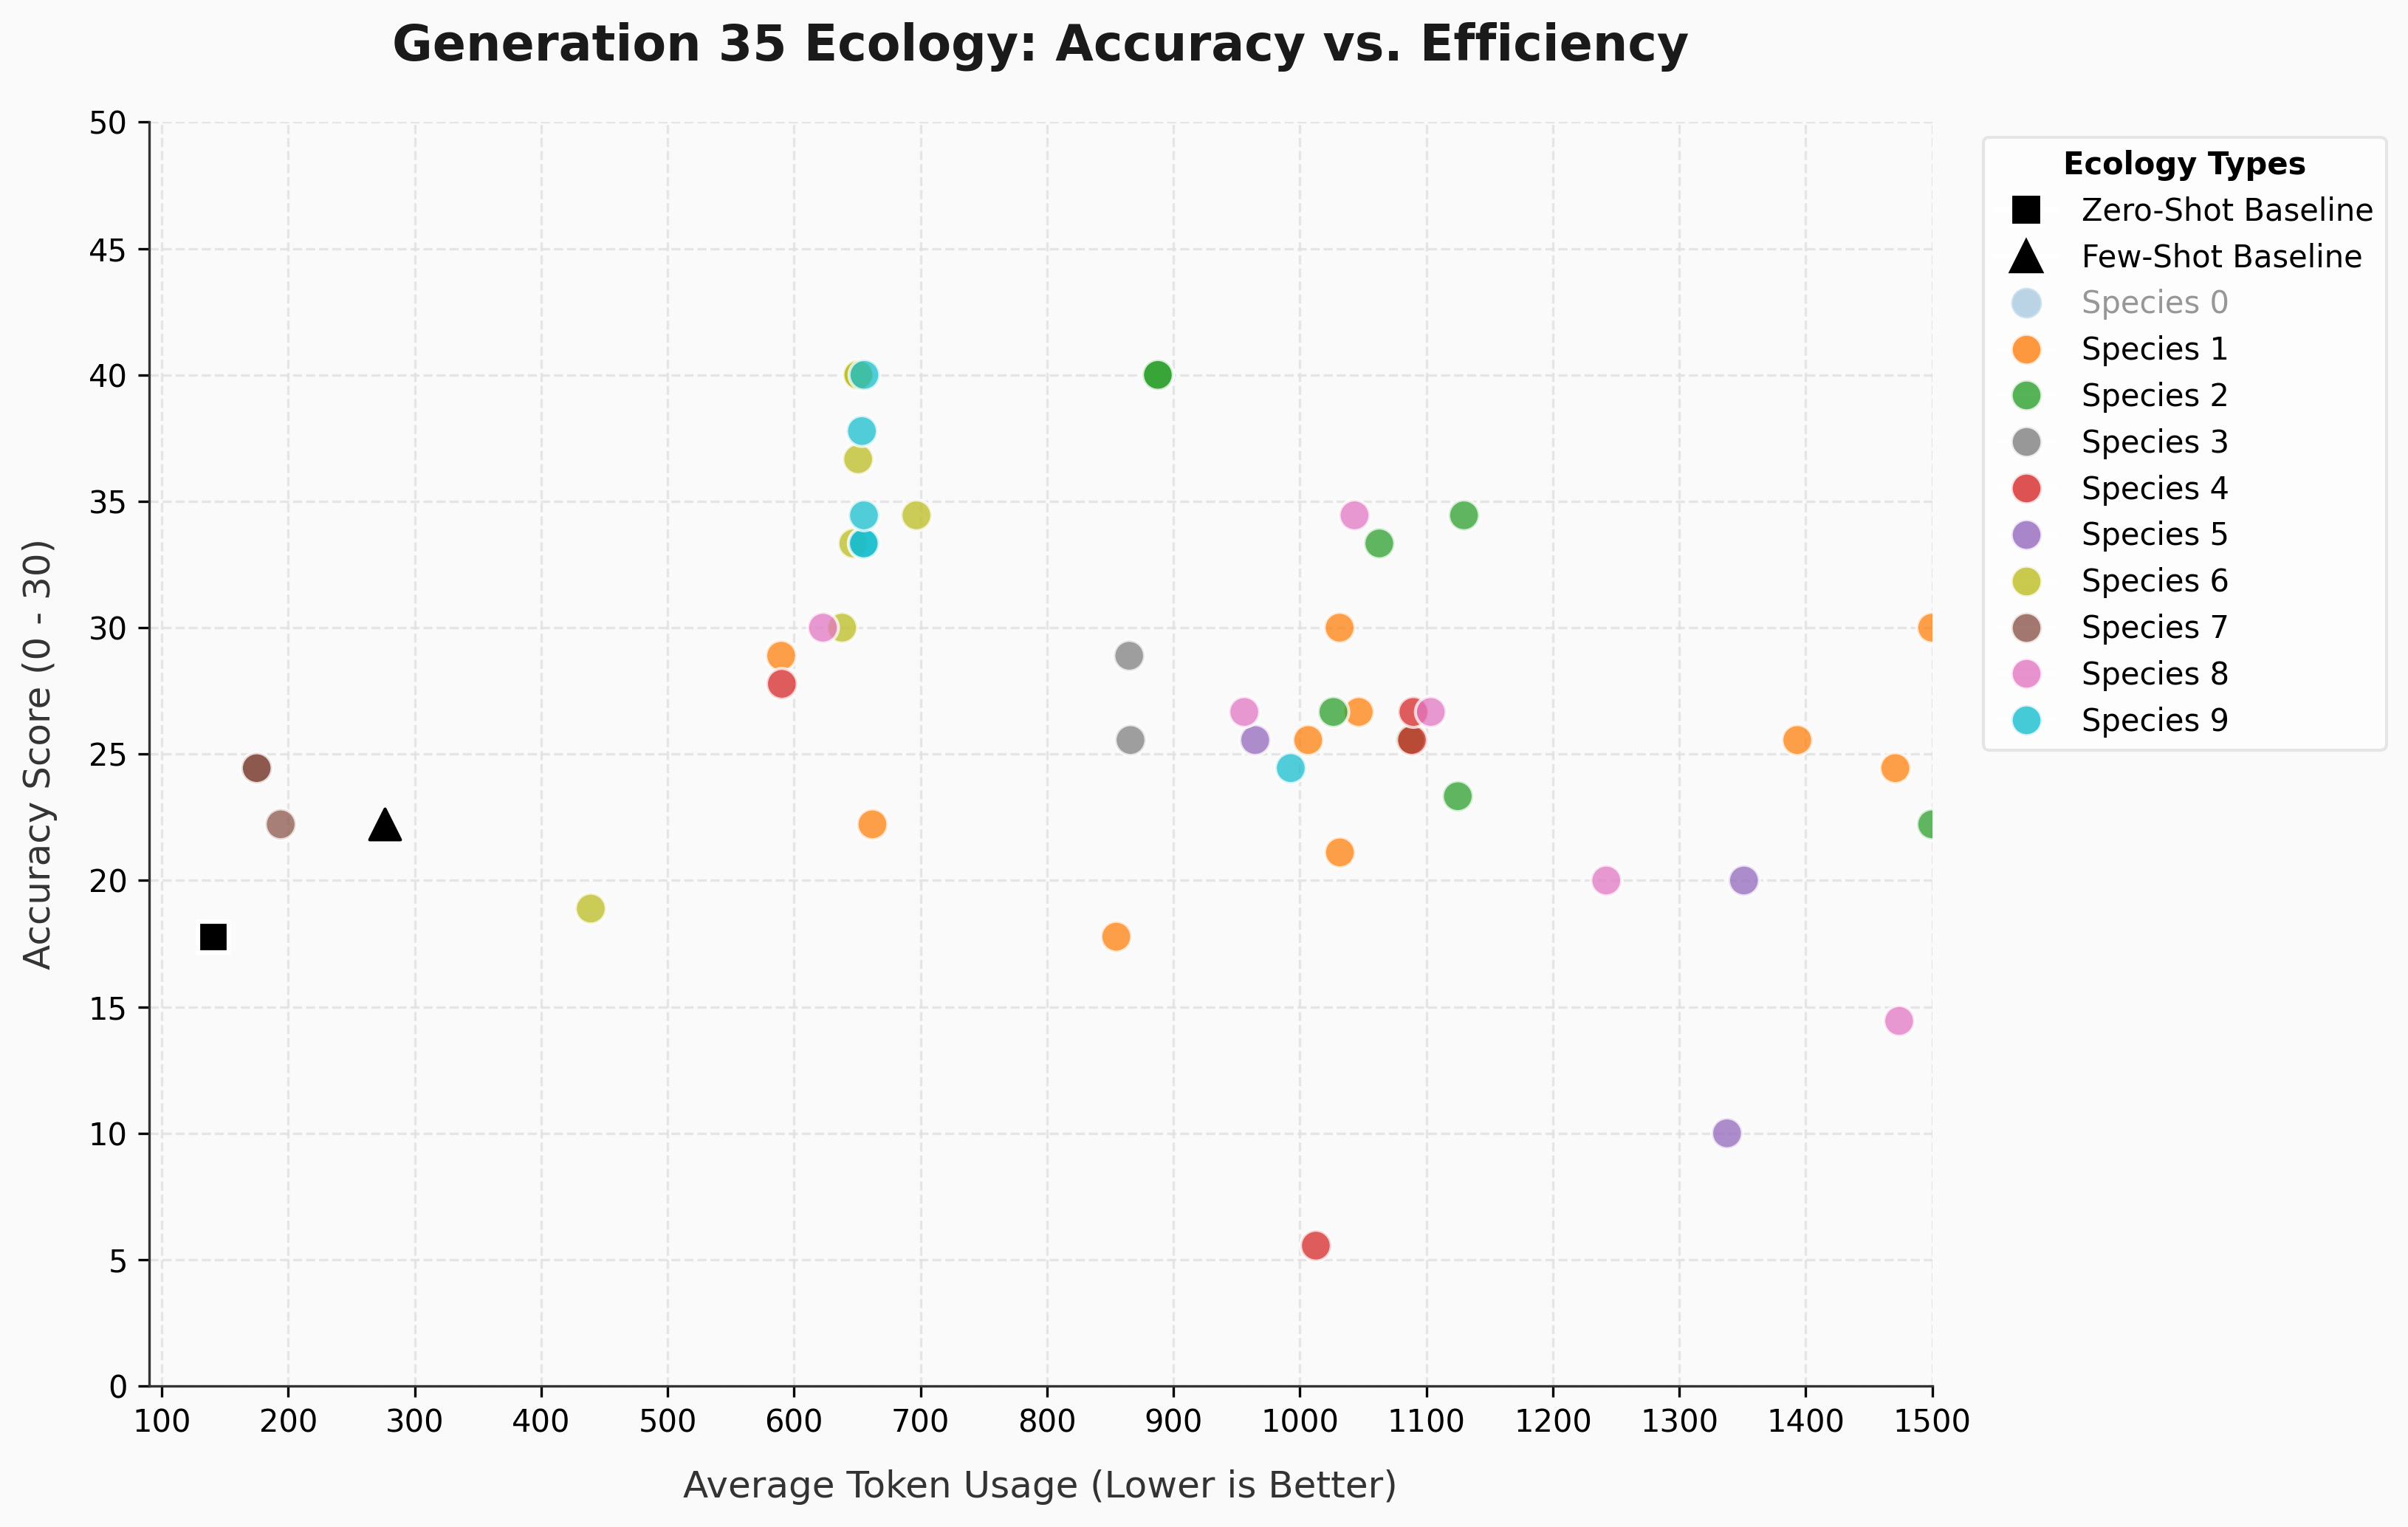 Generation 35 Ecology: Accuracy vs. Efficiency
50
45
40
35
30
25
20
15
10
5
0
Accuracy Score (0 - 30)
100 200 300 400 500 600 700 800 900 1000 1100 1200 1300 1400 1500
Average Token Usage (Lower is Better)
Ecology Types
Zero-Shot Baseline
Few-Shot Baseline
Species 0
Species 1
Species 2
Species 3
Species 4
Species 5
Species 6
Species 7
Species 8
Species 9